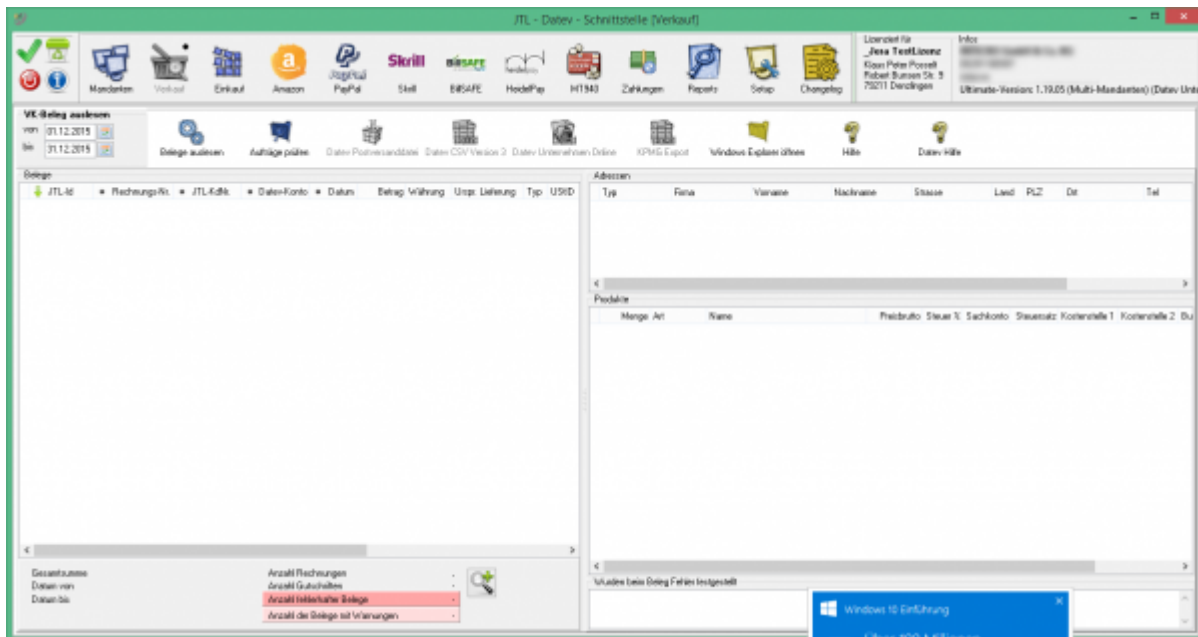 JTL - Datev - Schnittstelle (Verkauf)
Mandanten
Verkauf
Einkauf
a
Amazon
PayPal
PayPal
Skrill
Skrill
BillSAFE
BillSAFE
HeidelPay
MT940
Zahlungen
Reports
Setup
Changelog
Lizenziert für
_Jera TestLizenz
Klaus Peter Posselt
Robert Bunsen Str. 9
79211 Denzlingen
Infos
Ultimate-Version: 1.19.05 (Multi-Mandanten) (Datev Unte
VK-Beleg auslesen
von 01.12.2015
bis 31.12.2015
Belege auslesen
Aufträge prüfen
Datev Postversanddatei
Datev CSV Version 3
Datev Unternehmen Online
KPMG Export
Windows Explorer öffnen
Hilfe
Datev Hilfe
Belege
JTL-Id
Rechnungs-Nr.
JTL-KdNr.
Datev-Konto
Datum
Betrag
Währung
Urspr. Lieferung
Typ
UStID
Adressen
Typ
Firma
Vorname
Nachname
Strasse
Land
PLZ
Ort
Tel
Produkte
Menge
Art
Name
Preisbrutto
Steuer %
Sachkonto
Steuersatz
Kostenstelle 1
Kostenstelle 2
Bu
Gesamtsumme
Datum von
Datum bis
Anzahl Rechnungen -
Anzahl Gutschriften -
Anzahl fehlerhafter Belege -
Anzahl der Belege mit Warnungen -
Wurden beim Beleg Fehler festgestellt
Windows 10 Einführung